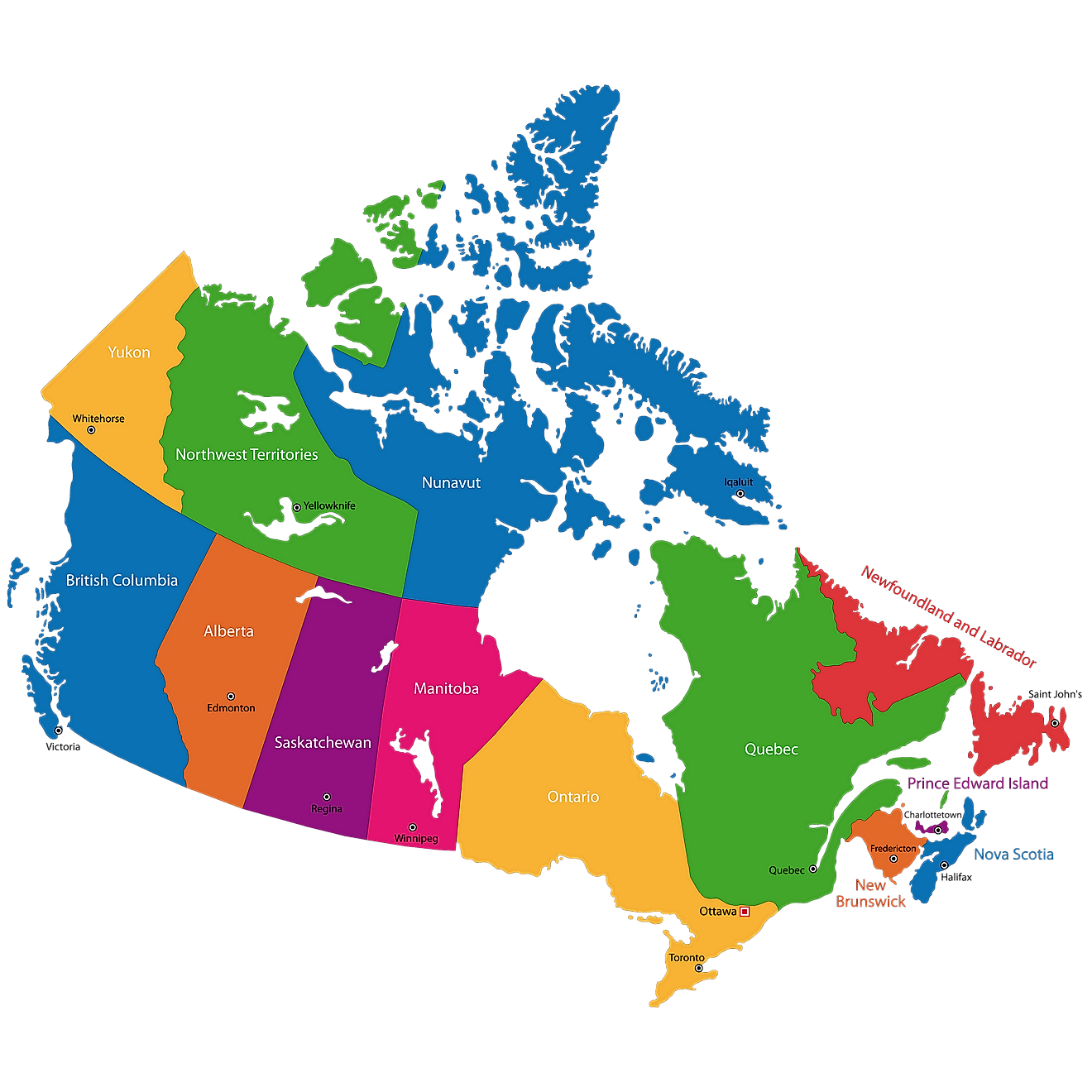 Yukon
Whitehorse
Northwest Territories
Yellowknife
Nunavut
Iqaluit
British Columbia
Victoria
Alberta
Edmonton
Saskatchewan
Regina
Manitoba
Winnipeg
Ontario
Ottawa
Toronto
Quebec
Quebec
Newfoundland and Labrador
Saint John's
Prince Edward Island
Charlottetown
Nova Scotia
Halifax
Fredericton
New
Brunswick